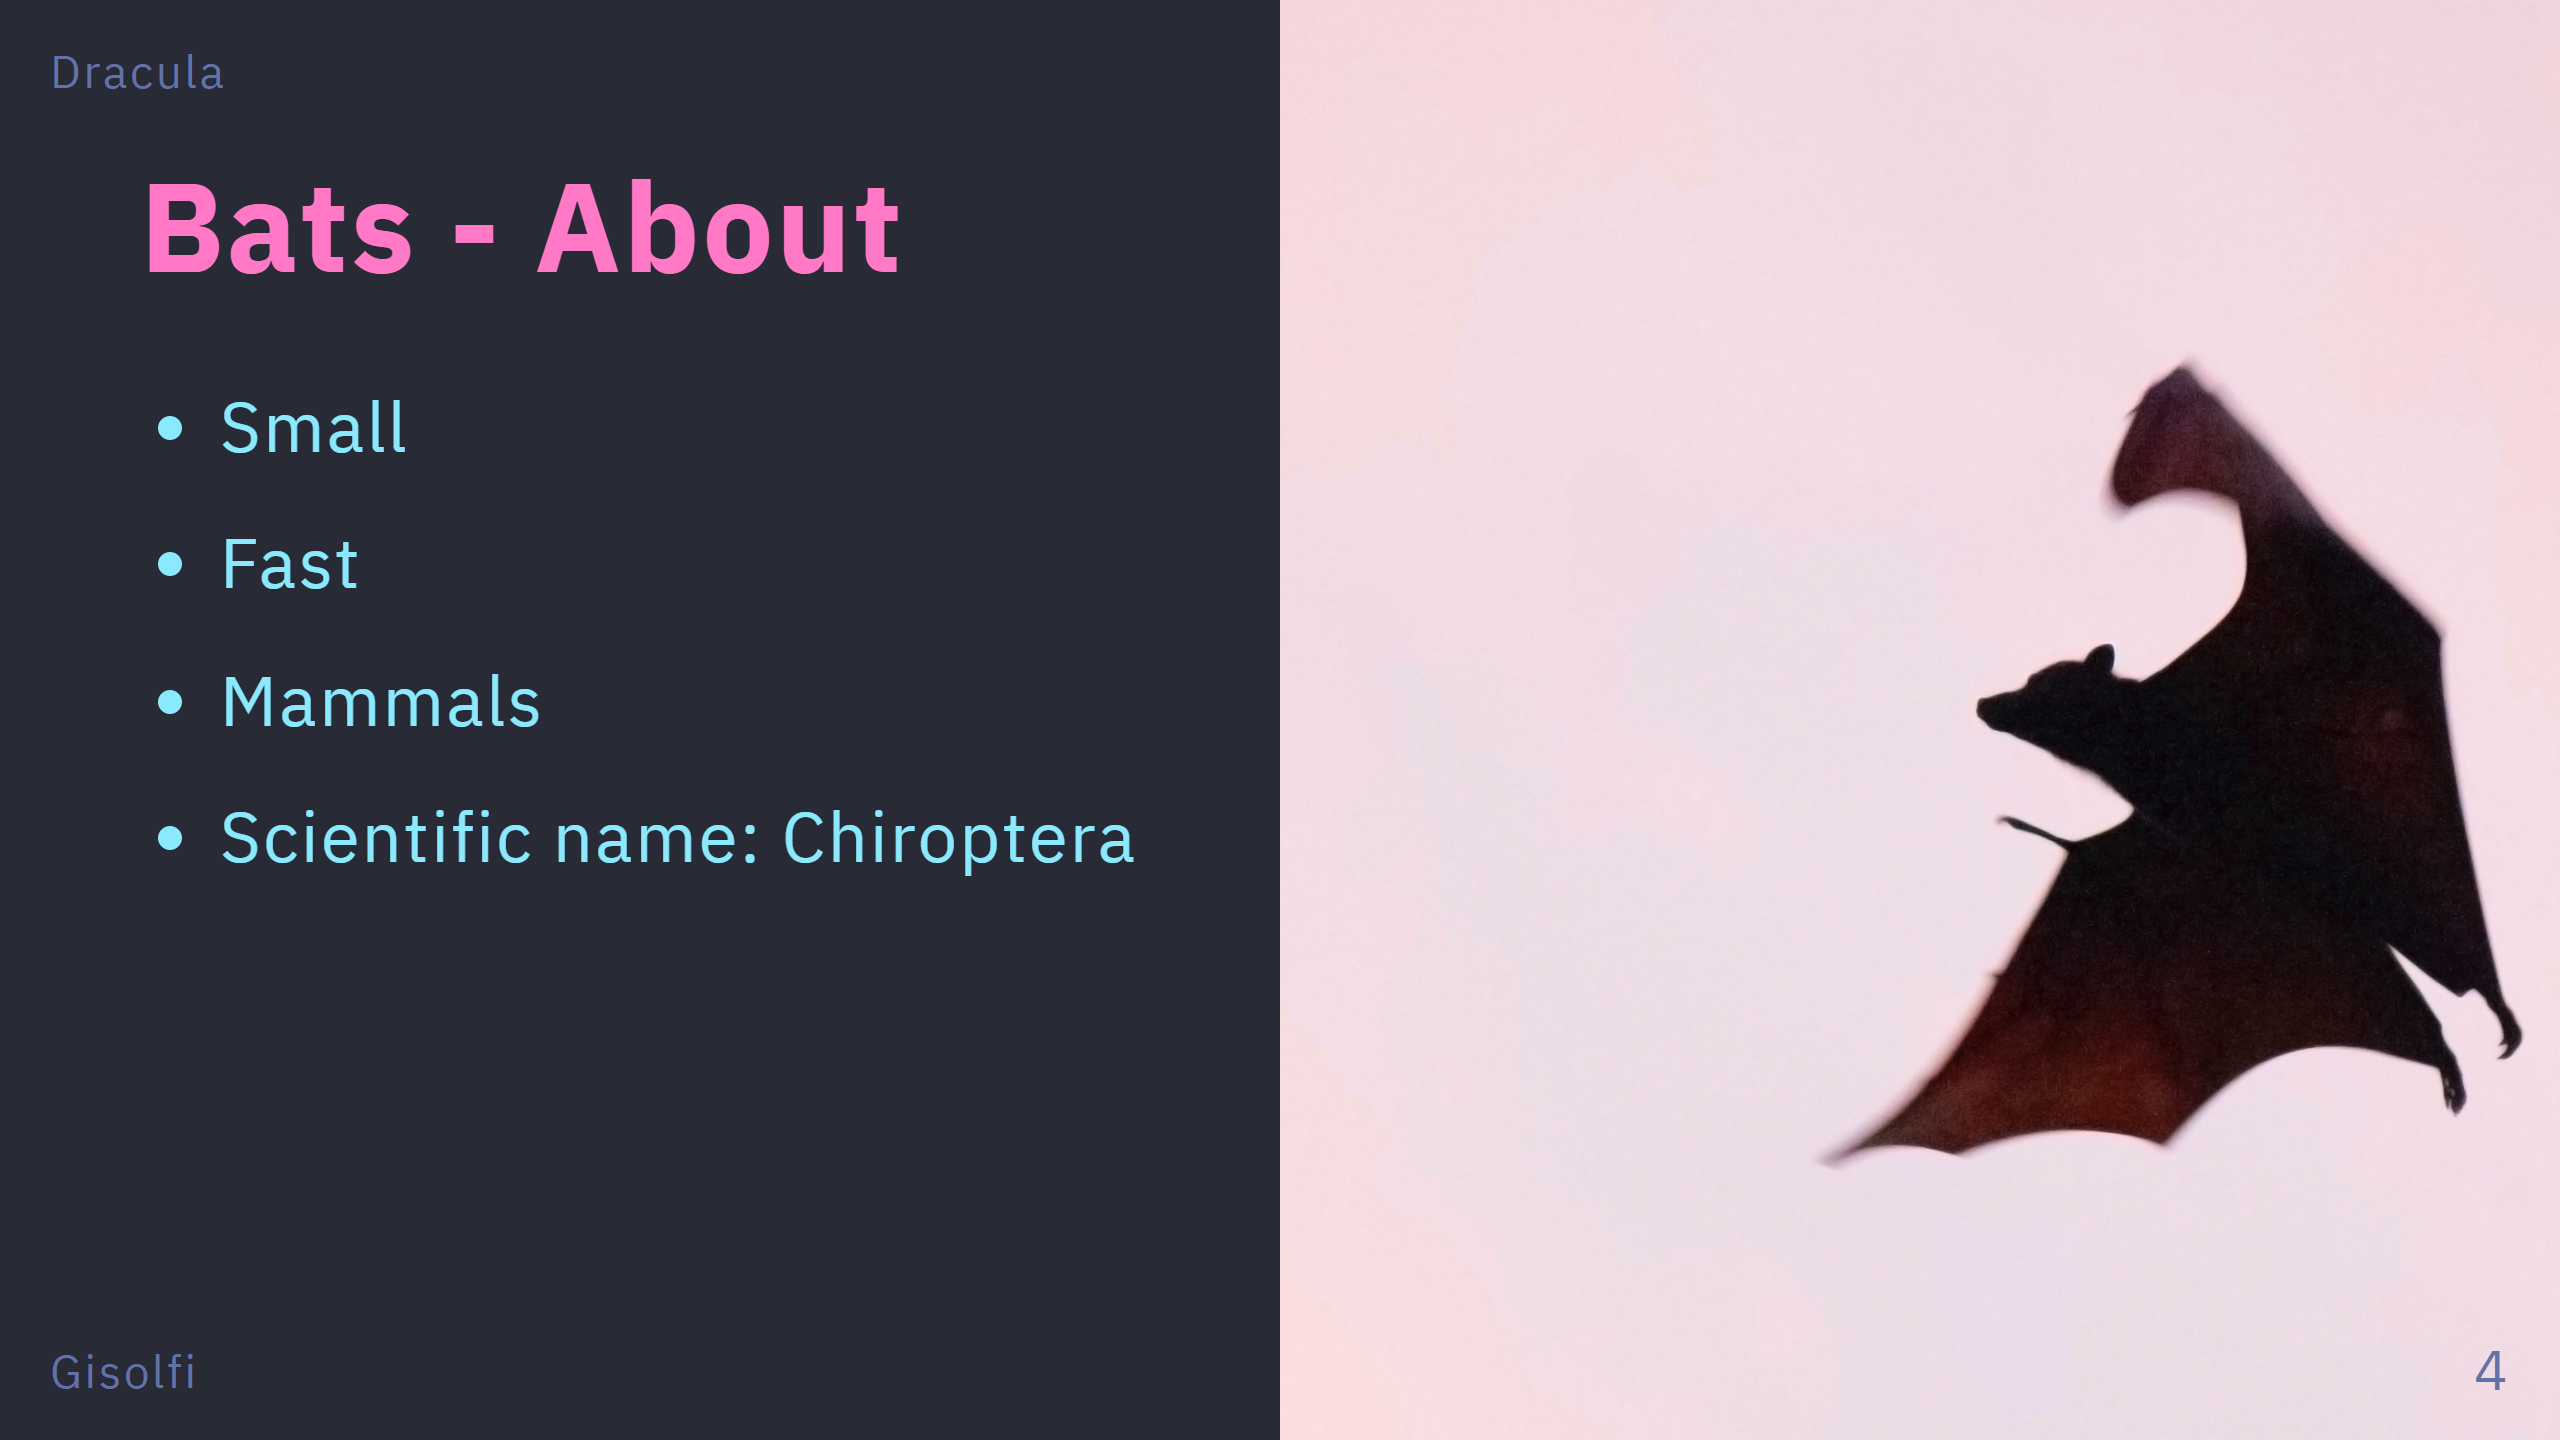 Dracula
Bats - About
• Small
• Fast
• Mammals
• Scientific name: Chiroptera
Gisolfi
4